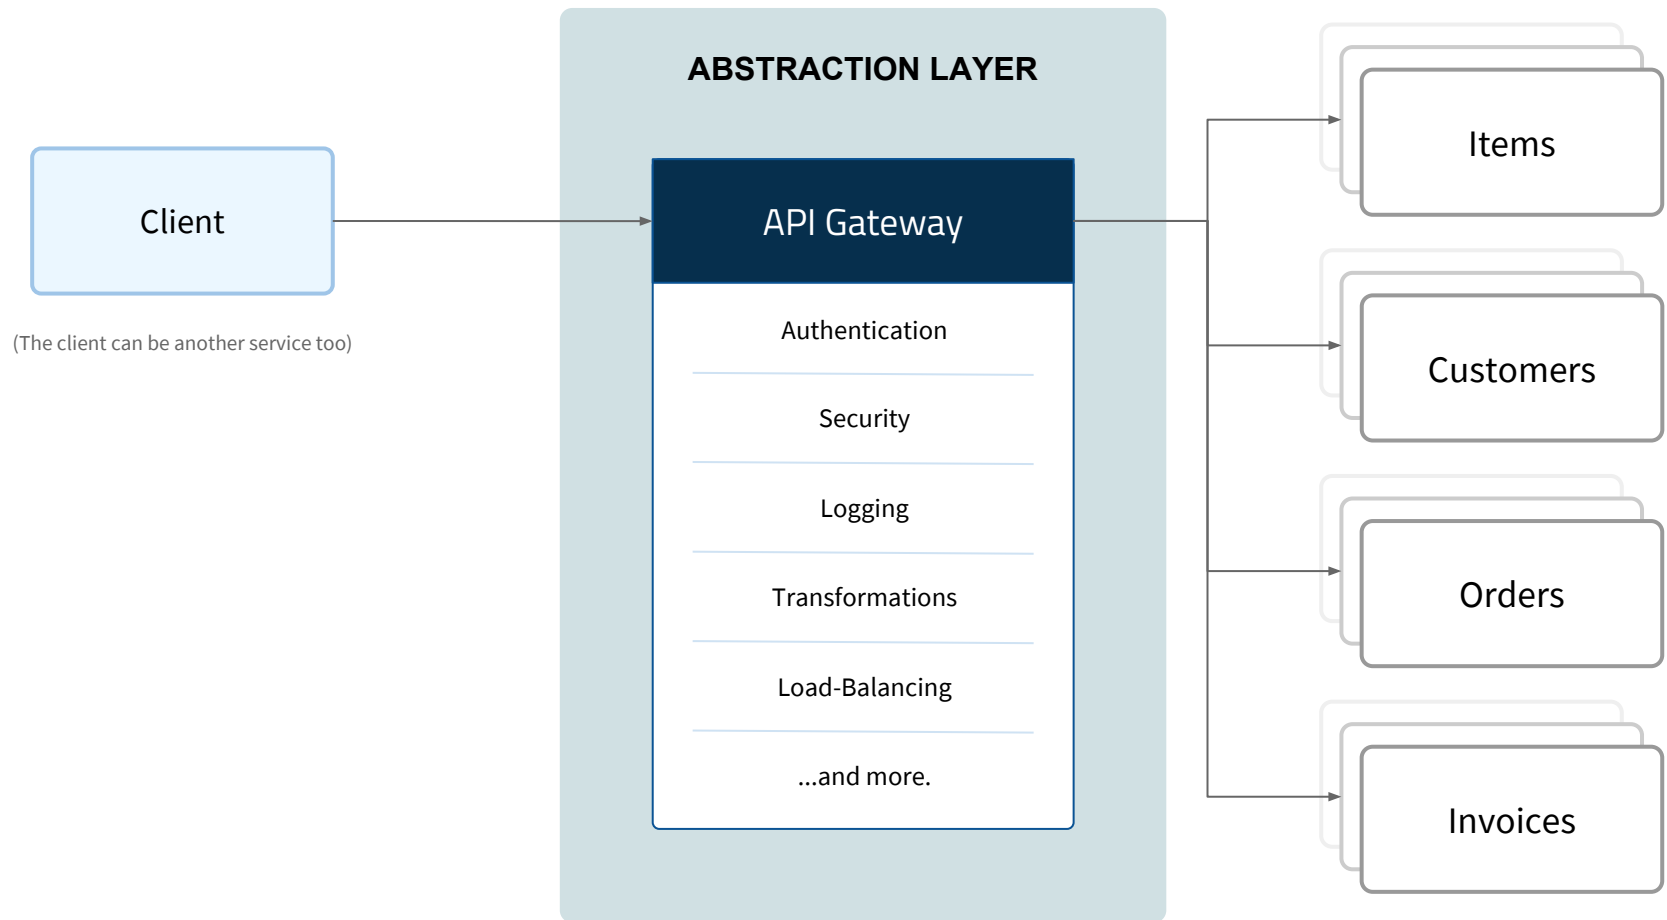 ABSTRACTION LAYER
Client
(The client can be another service too)
API Gateway
Authentication
Security
Logging
Transformations
Load-Balancing
...and more.
Items
Customers
Orders
Invoices